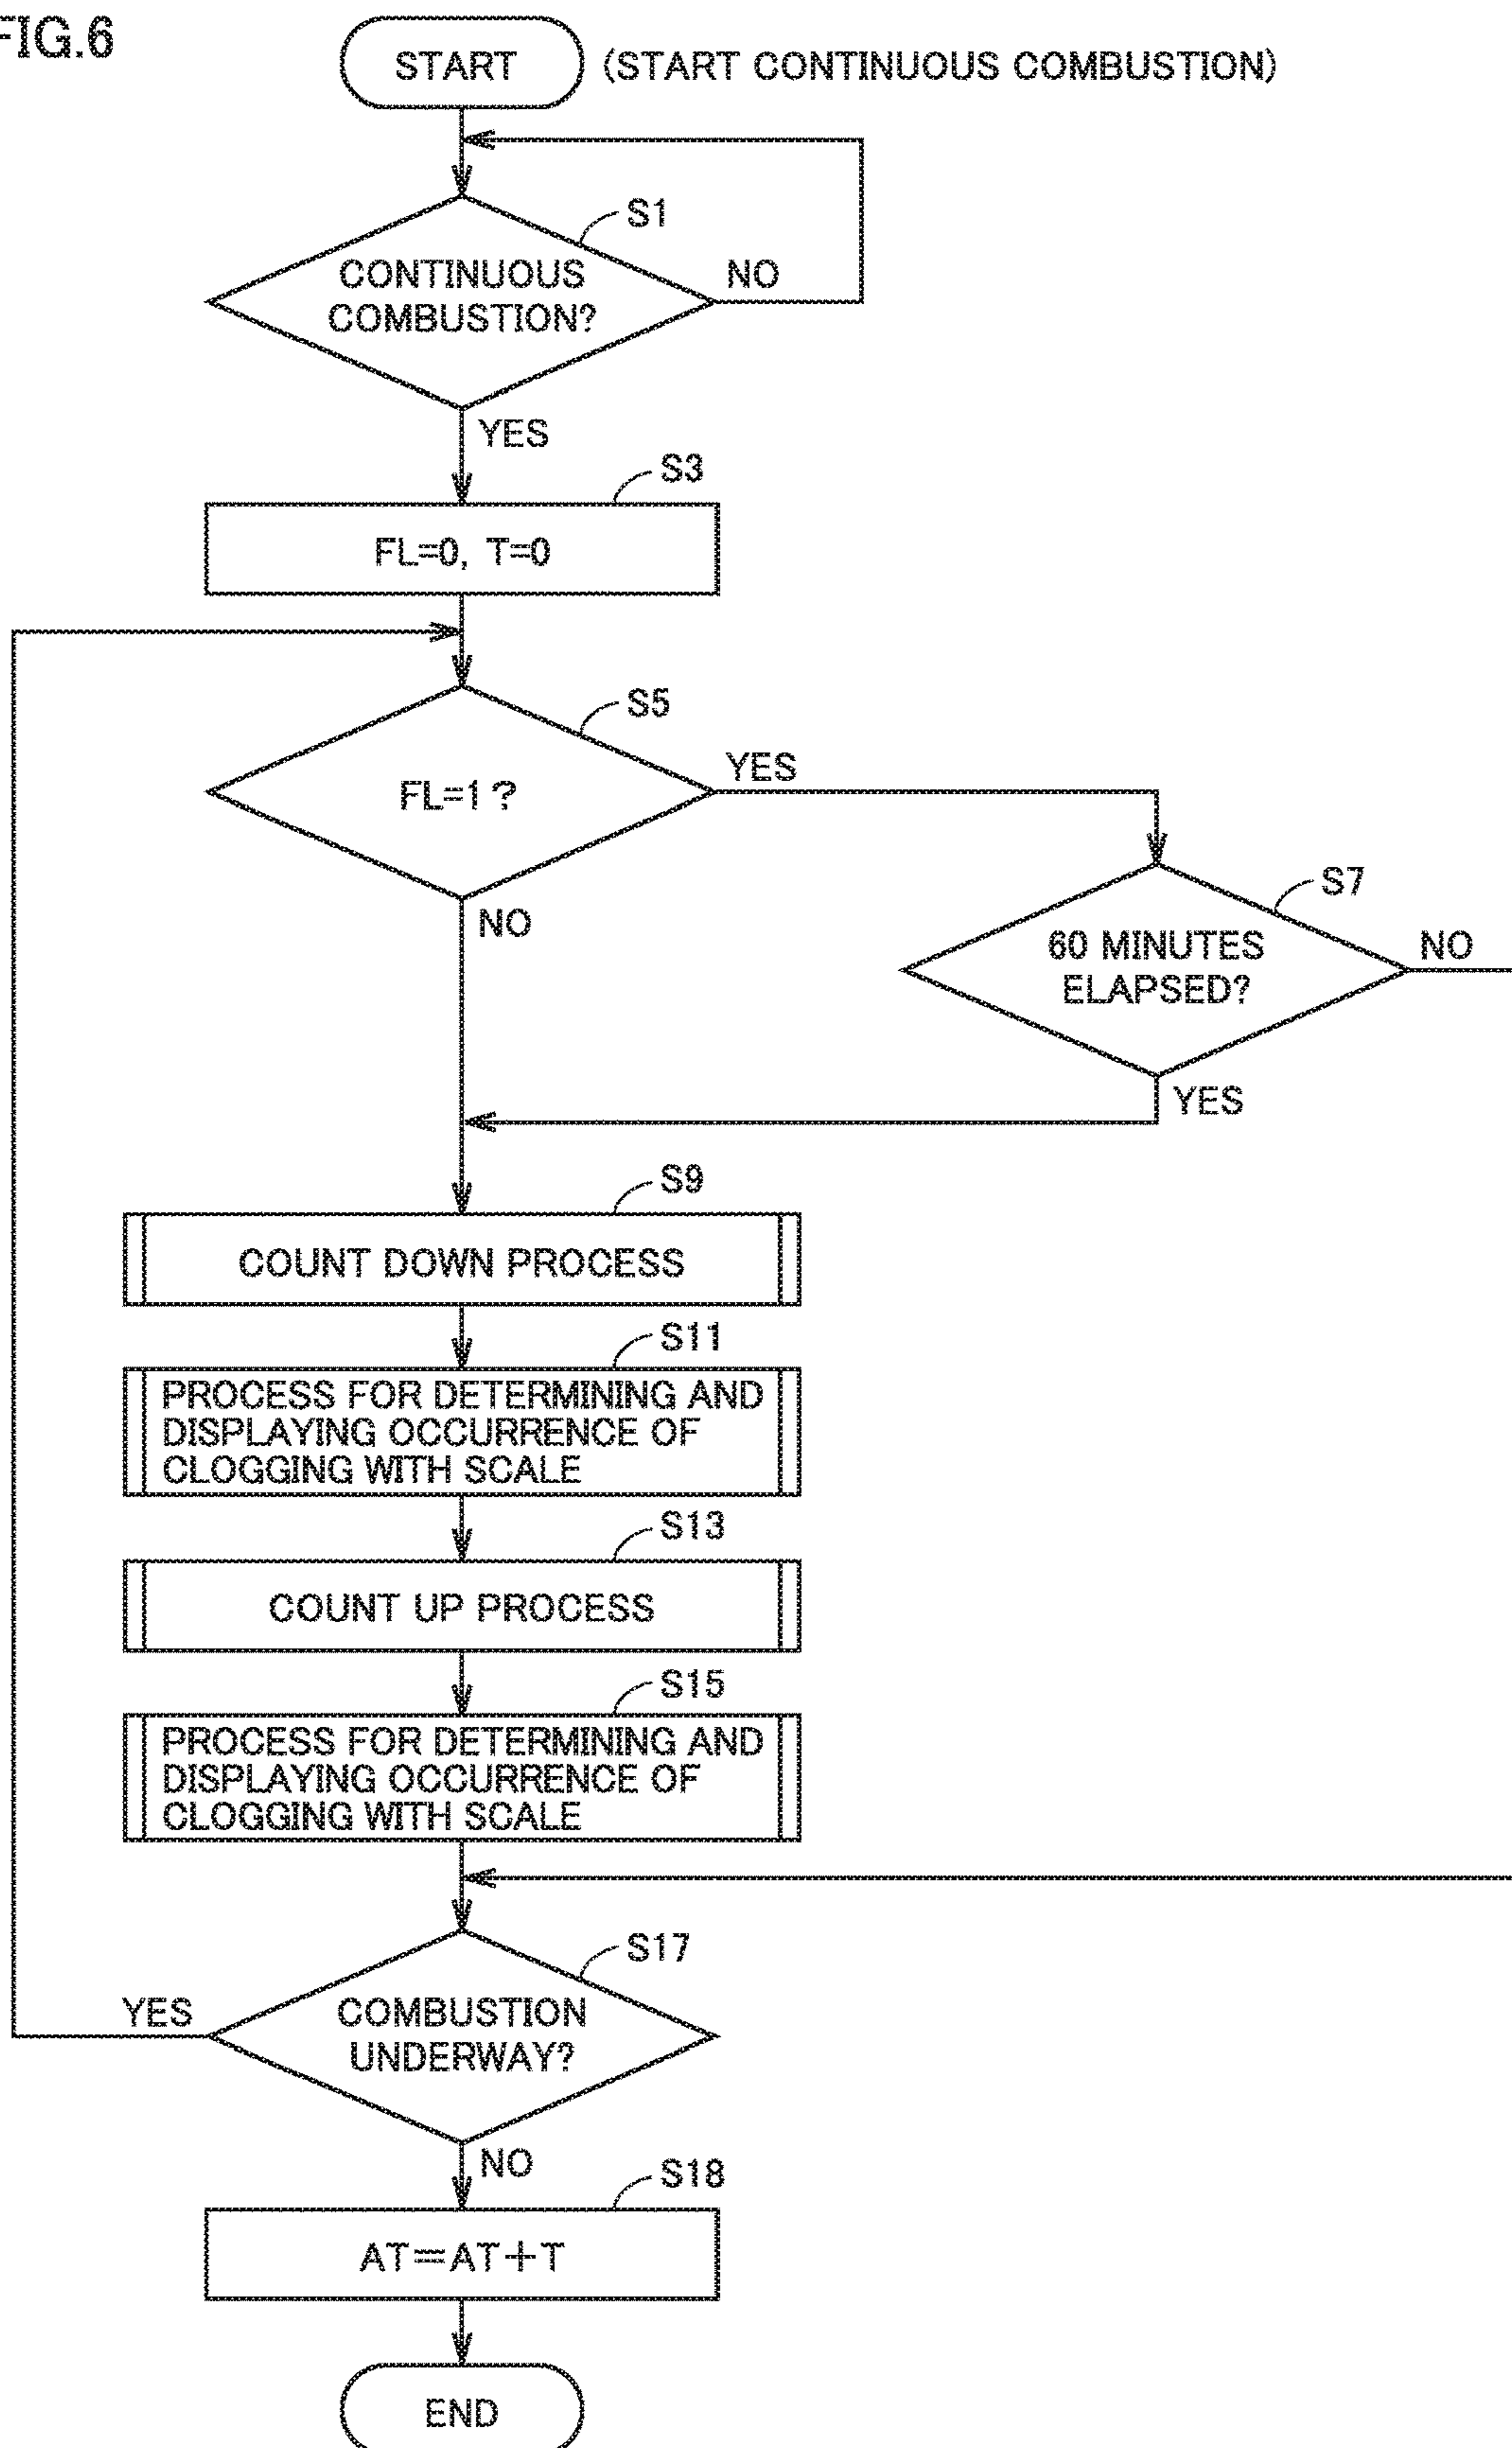 FIG.6
START
(START CONTINUOUS COMBUSTION)
S1
CONTINUOUS
COMBUSTION?
NO
YES
S3
FL=0, T=0
S5
FL=1?
YES
NO
S7
60 MINUTES
ELAPSED?
NO
YES
S9
COUNT DOWN PROCESS
S11
PROCESS FOR DETERMINING AND
DISPLAYING OCCURRENCE OF
CLOGGING WITH SCALE
S13
COUNT UP PROCESS
S15
PROCESS FOR DETERMINING AND
DISPLAYING OCCURRENCE OF
CLOGGING WITH SCALE
S17
COMBUSTION
UNDERWAY?
YES
NO
S18
AT=AT+T
END